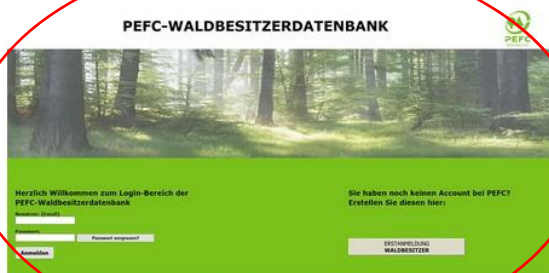 PEFC-WALDBESITZERDATENBANK
PEFC
Herzlich Willkommen zum Login-Bereich der
PEFC-Waldbesitzerdatenbank
Sie haben noch keinen Account bei PEFC?
Erstellen Sie diesen hier:
Benutzer: (Email)
Passwort:
Passwort vergessen?
Anmelden
ERSTANMELDUNG
WALDBESITZER